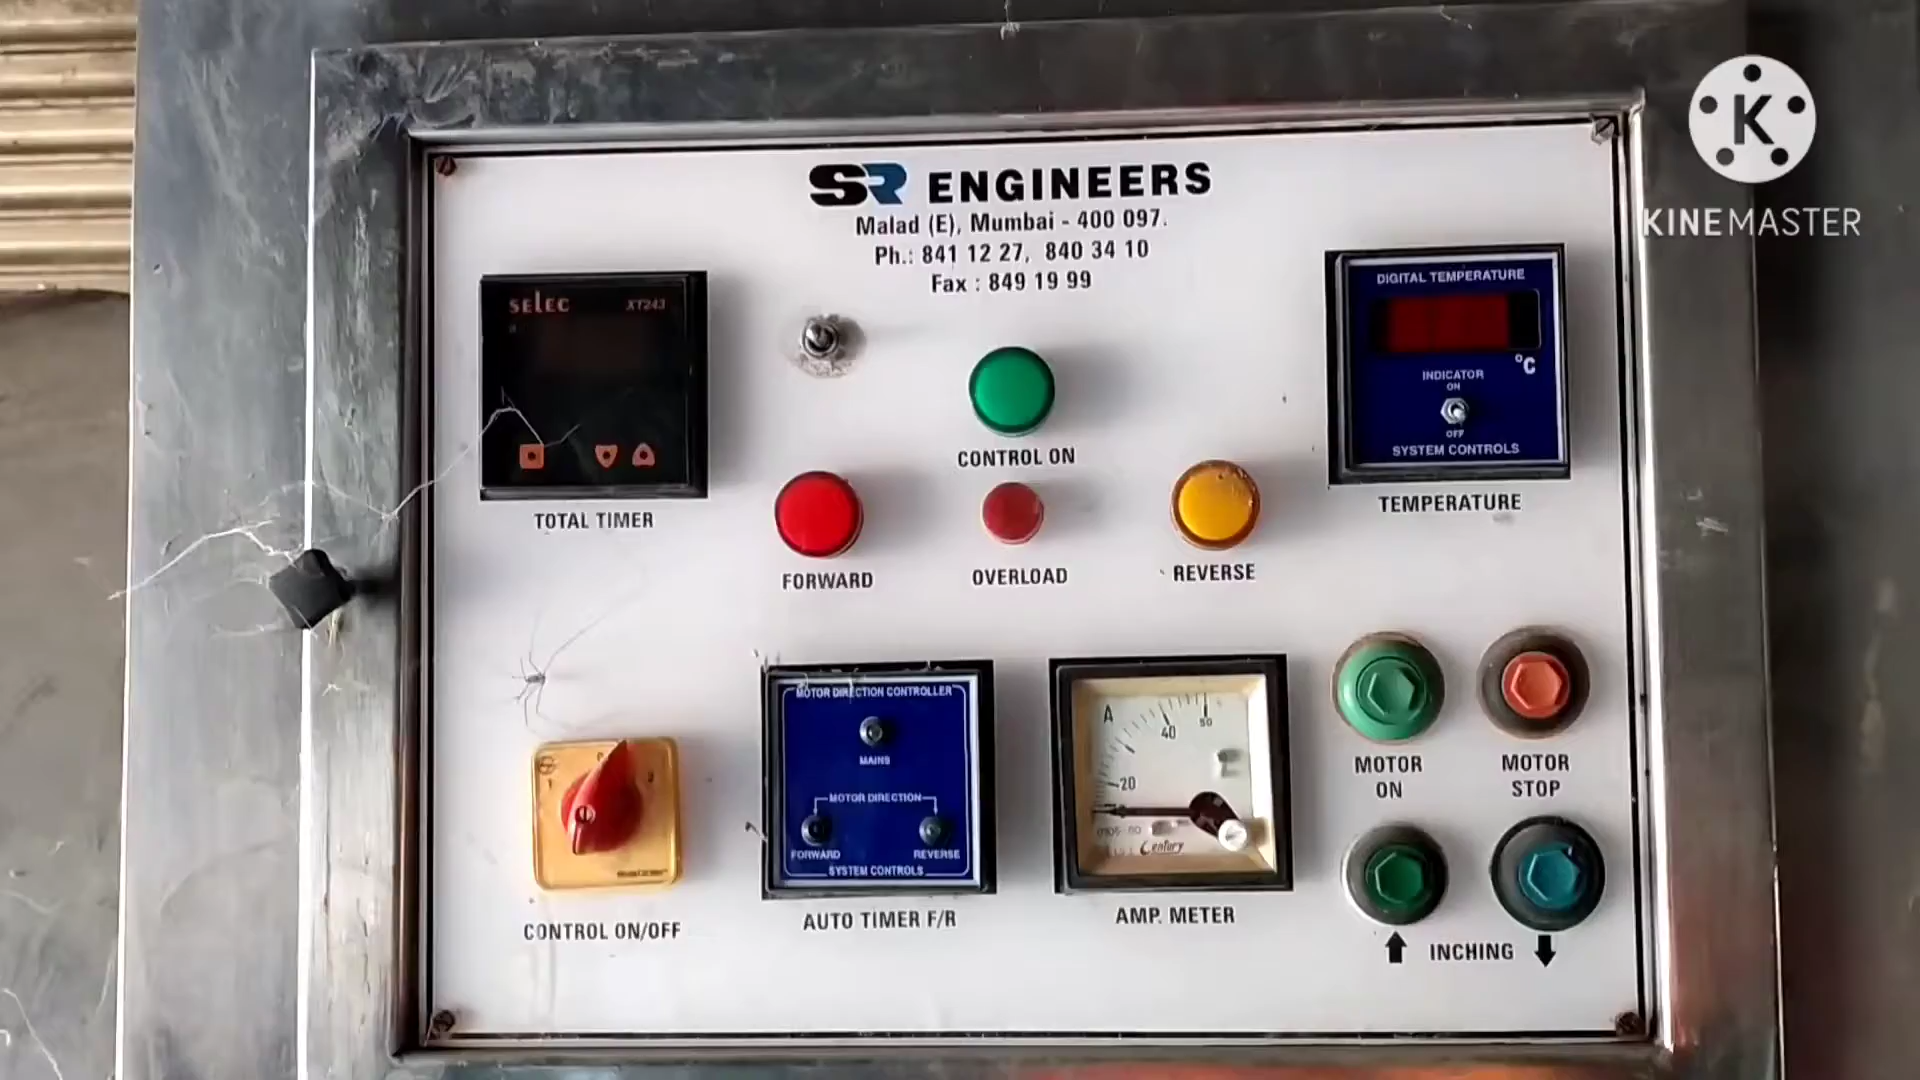 SR ENGINEERS
Malad (E), Mumbai - 400 097.
Ph.: 841 12 27, 840 34 10
Fax : 849 19 99
K
KINEMASTER
selec XT243
TOTAL TIMER
CONTROL ON
FORWARD
OVERLOAD
REVERSE
DIGITAL TEMPERATURE
°C
INDICATOR
ON
OFF
SYSTEM CONTROLS
TEMPERATURE
1 0 2
CONTROL ON/OFF
MOTOR DIRECTION CONTROLLER
MAINS
MOTOR DIRECTION
FORWARD REVERSE
SYSTEM CONTROLS
AUTO TIMER F/R
A
20 40
Century
AMP. METER
MOTOR
ON
MOTOR
STOP
INCHING